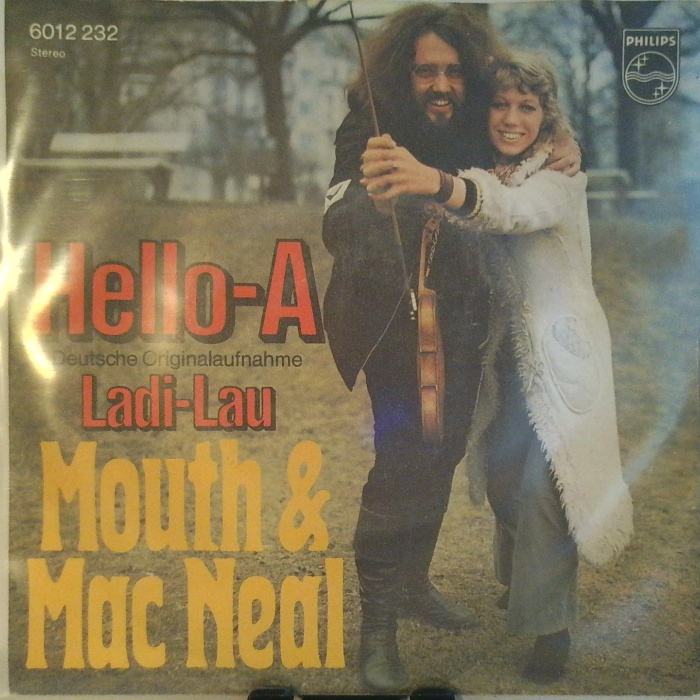 6012 232
Stereo
PHILIPS
Hello-A
Deutsche Originalaufnahme
Ladi-Lau
Mouth &
Mac Neal